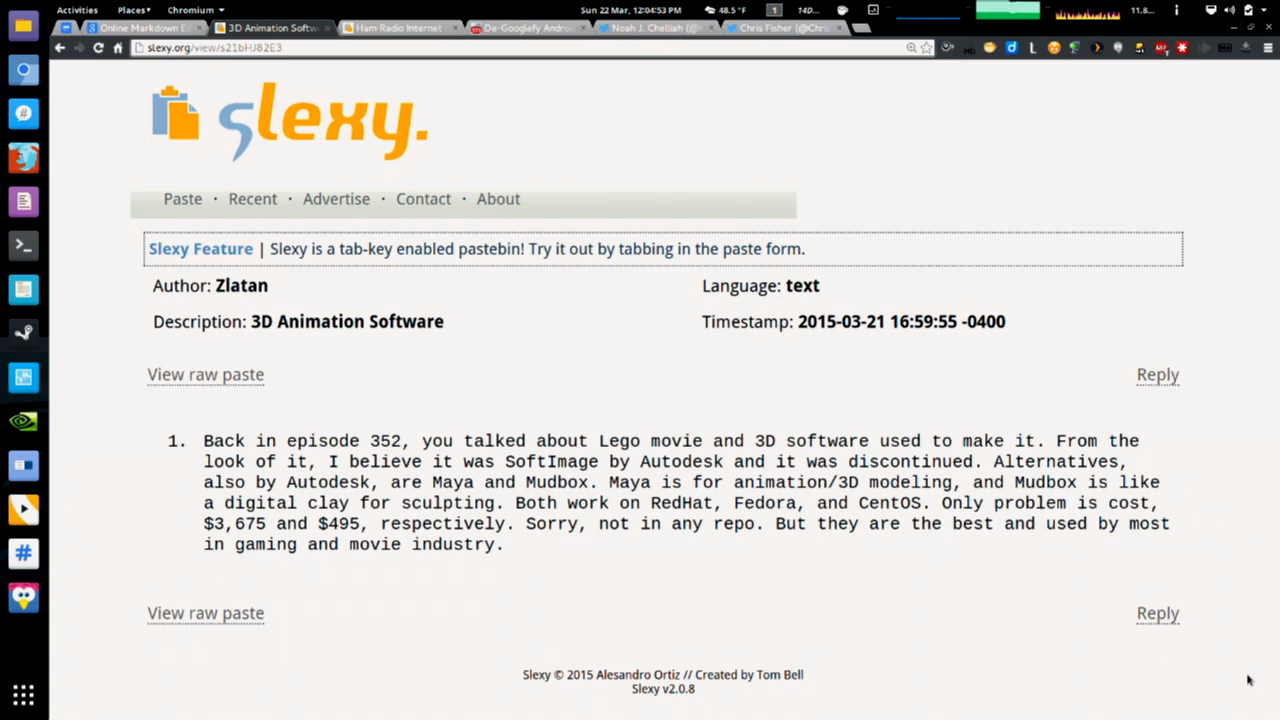 Activities Places Chromium Sun 22 Mar, 12:04:53 PM 48.5 °F 1 14D... 11.8...
Online Markdown Ed
3D Animation Softw
Ham Radio Internet
De-Googlefy Andro
Noah J. Chelliah (@
Chris Fisher (@Chris
slexy.org/view/s21bHJ82E3
slexy.
Paste · Recent · Advertise · Contact · About
Slexy Feature | Slexy is a tab-key enabled pastebin! Try it out by tabbing in the paste form.
Author: Zlatan
Language: text
Description: 3D Animation Software
Timestamp: 2015-03-21 16:59:55 -0400
View raw paste
Reply
1. Back in episode 352, you talked about Lego movie and 3D software used to make it. From the
look of it, I believe it was SoftImage by Autodesk and it was discontinued. Alternatives,
also by Autodesk, are Maya and Mudbox. Maya is for animation/3D modeling, and Mudbox is like
a digital clay for sculpting. Both work on RedHat, Fedora, and CentOS. Only problem is cost,
$3,675 and $495, respectively. Sorry, not in any repo. But they are the best and used by most
in gaming and movie industry.
View raw paste
Reply
Slexy © 2015 Alesandro Ortiz // Created by Tom Bell
Slexy v2.0.8